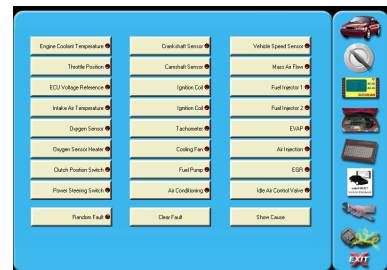 Engine Coolant Temperature
Crankshaft Sensor
Vehicle Speed Sensor
Throttle Position
Camshaft Sensor
Mass Air Flow
ECU Voltage Reference
Ignition Coil
Fuel Injector 1
Intake Air Temperature
Ignition Coil
Fuel Injector 2
Oxygen Sensor
Tachometer
EVAP
Oxygen Sensor Heater
Cooling Fan
Air Injection
Clutch Position Switch
Fuel Pump
EGR
Power Steering Switch
Air Conditioning
Idle Air Control Valve
Random Fault
Clear Fault
Show Cause
EXIT